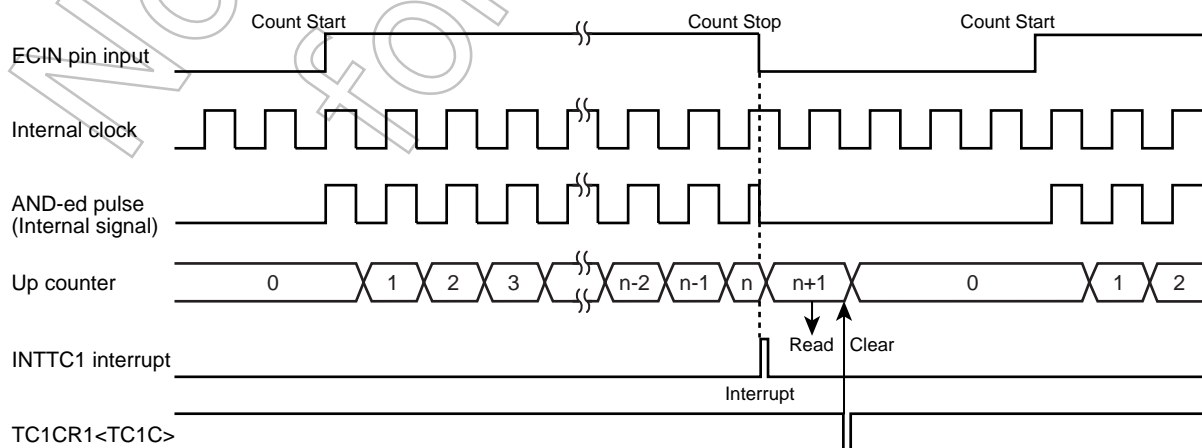 Count Start Count Stop Count Start
ECIN pin input
Internal clock
AND-ed pulse
(Internal signal)
Up counter 0 1 2 3 n-2 n-1 n n+1 0 1 2
Read Clear
INTTC1 interrupt
Interrupt
TC1CR1<TC1C>